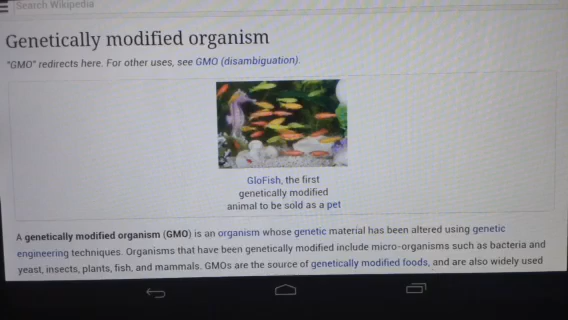 Search Wikipedia
Genetically modified organism
"GMO" redirects here. For other uses, see GMO (disambiguation).
GloFish, the first
genetically modified
animal to be sold as a pet
A genetically modified organism (GMO) is an organism whose genetic material has been altered using genetic
engineering techniques. Organisms that have been genetically modified include micro-organisms such as bacteria and
yeast, insects, plants, fish, and mammals. GMOs are the source of genetically modified foods, and are also widely used